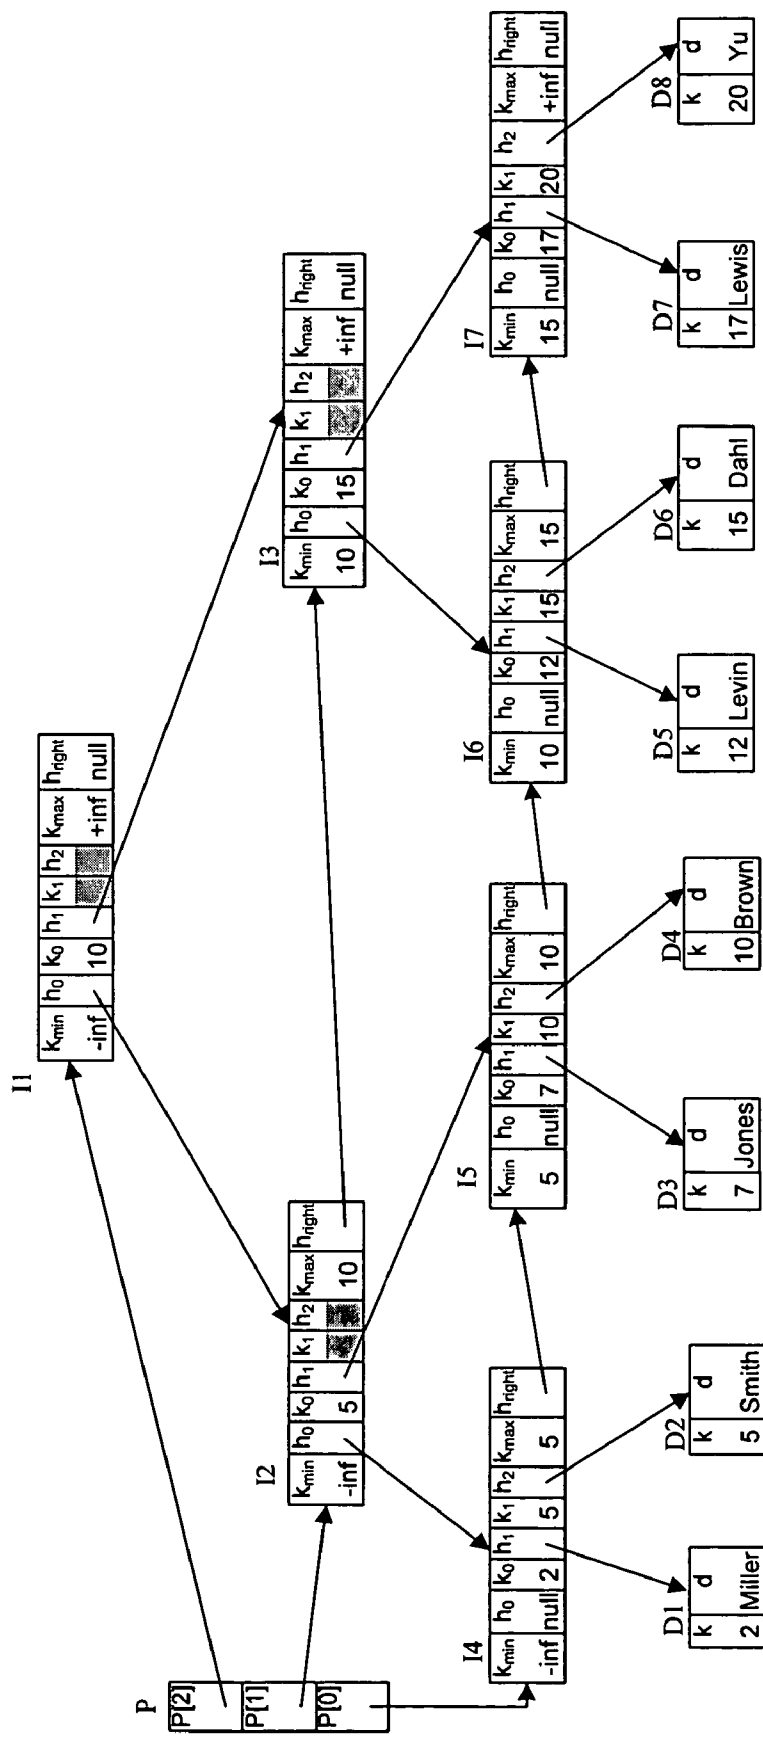 P
P[2]
P[1]
P[0]
I1
kmin h0 k0 h1 k1 h2 kmax hright
-inf 10 +inf null
I2
kmin h0 k0 h1 k1 h2 kmax hright
-inf 5 10
I3
kmin h0 k0 h1 k1 h2 kmax hright
10 15 +inf null
I4
kmin h0 k0 h1 k1 h2 kmax hright
-inf null 2 5 5
I5
kmin h0 k0 h1 k1 h2 kmax hright
5 null 7 10 10
I6
kmin h0 k0 h1 k1 h2 kmax hright
10 null 12 15 15
I7
kmin h0 k0 h1 k1 h2 kmax hright
15 null 17 20 +inf null
D1
k d
2 Miller
D2
k d
5 Smith
D3
k d
7 Jones
D4
k d
10 Brown
D5
k d
12 Levin
D6
k d
15 Dahl
D7
k d
17 Lewis
D8
k d
20 Yu